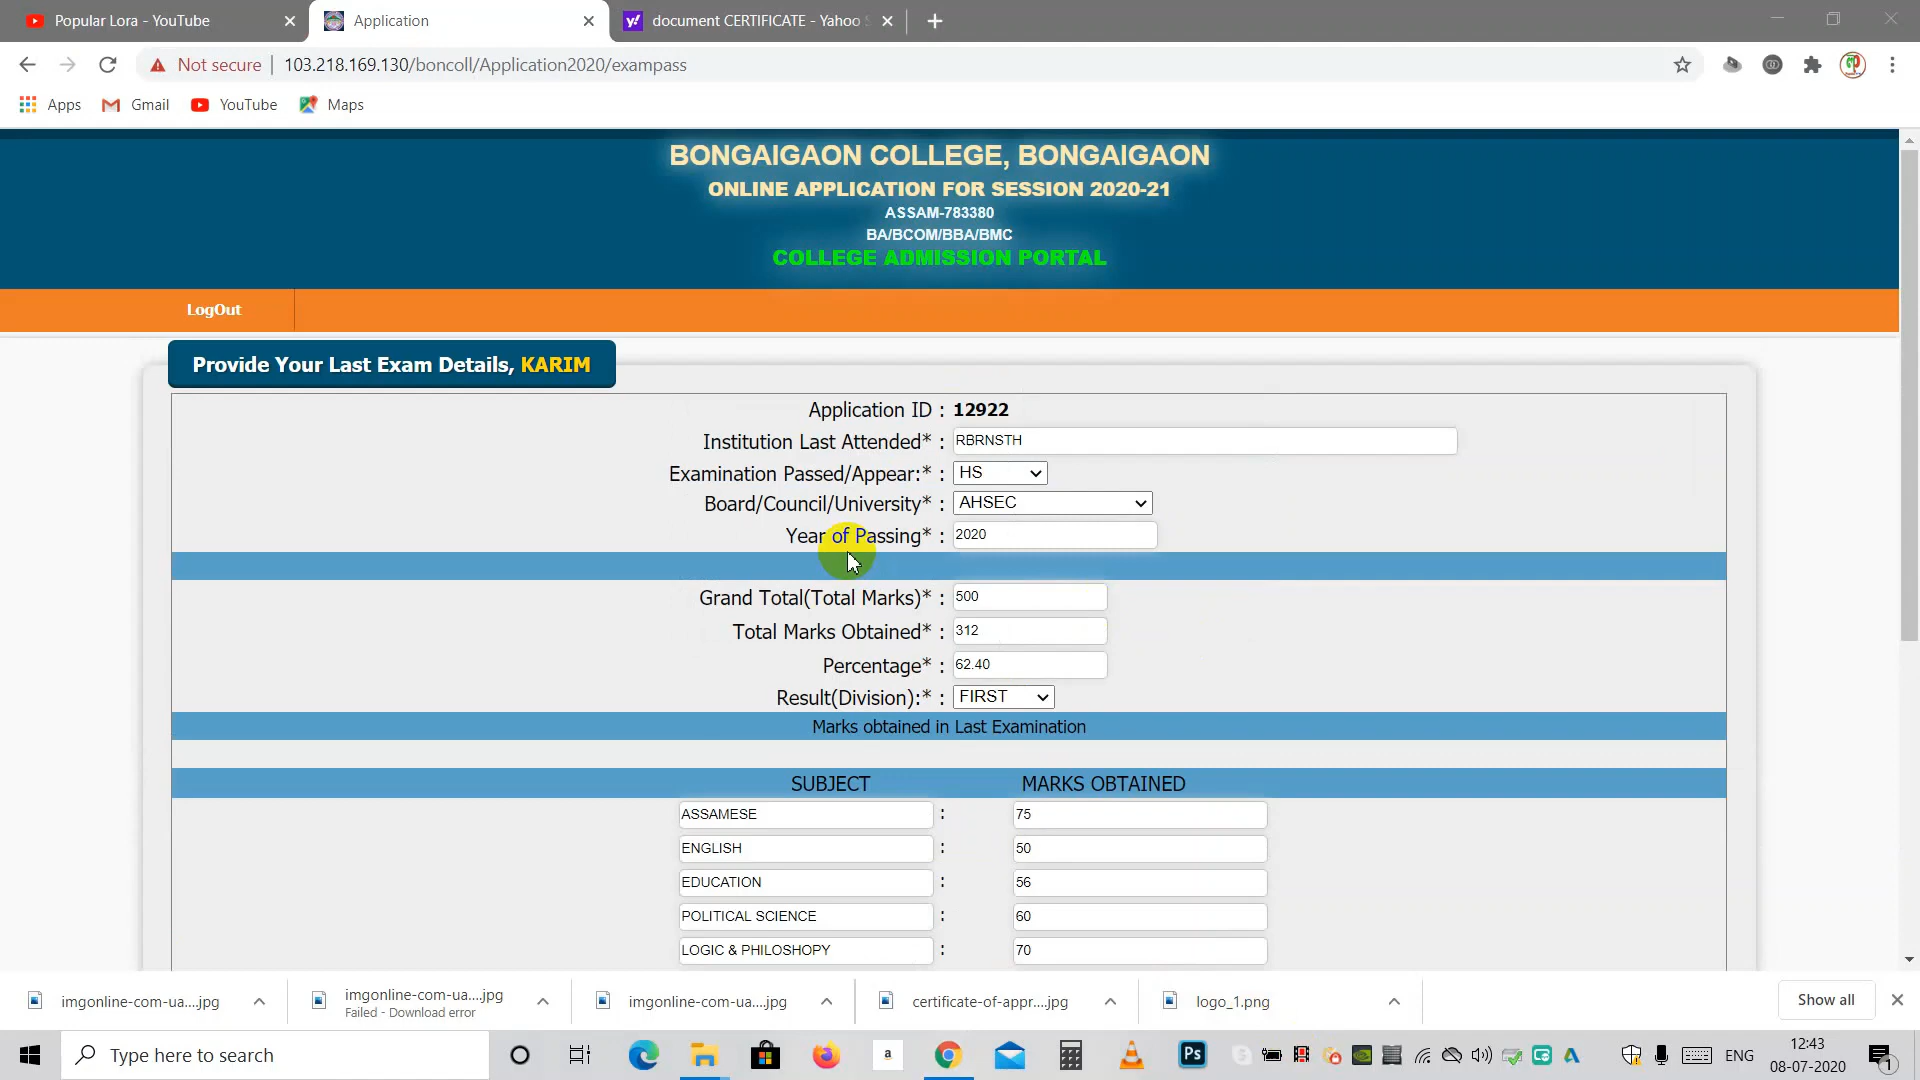 Popular Lora - YouTube
Application
document CERTIFICATE - Yahoo S
Not secure
103.218.169.130/boncoll/Application2020/exampass
Apps
Gmail
YouTube
Maps
BONGAIGAON COLLEGE, BONGAIGAON
ONLINE APPLICATION FOR SESSION 2020-21
ASSAM-783380
BA/BCOM/BBA/BMC
COLLEGE ADMISSION PORTAL
LogOut
Provide Your Last Exam Details, KARIM
Application ID : 12922
Institution Last Attended* : RBRNSTH
Examination Passed/Appear:* : HS
Board/Council/University* : AHSEC
Year of Passing* : 2020
Grand Total(Total Marks)* : 500
Total Marks Obtained* : 312
Percentage* : 62.40
Result(Division):* : FIRST
Marks obtained in Last Examination
SUBJECT MARKS OBTAINED
ASSAMESE : 75
ENGLISH : 50
EDUCATION : 56
POLITICAL SCIENCE : 60
LOGIC & PHILOSHOPY : 70
imgonline-com-ua....jpg
imgonline-com-ua....jpg
Failed - Download error
imgonline-com-ua....jpg
certificate-of-appr....jpg
logo_1.png
Show all
Type here to search
a
Ps
ENG
12:43
08-07-2020
1